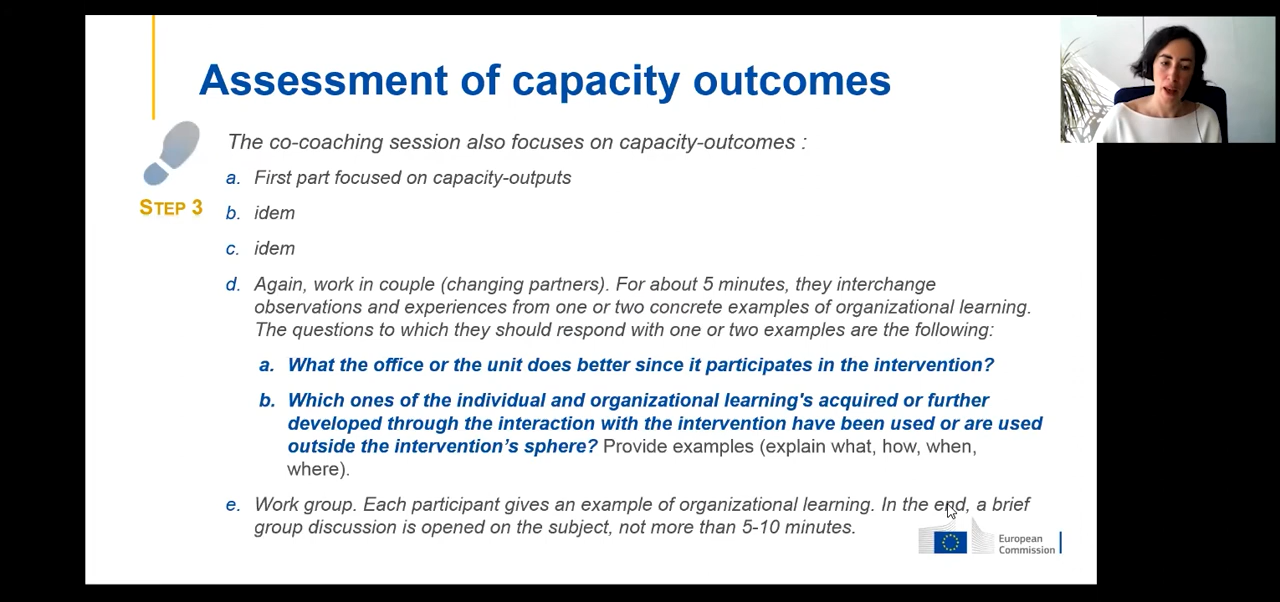 Assessment of capacity outcomes
The co-coaching session also focuses on capacity-outcomes :
a. First part focused on capacity-outputs
STEP 3
b. idem
c. idem
d. Again, work in couple (changing partners). For about 5 minutes, they interchange
observations and experiences from one or two concrete examples of organizational learning.
The questions to which they should respond with one or two examples are the following:
a. What the office or the unit does better since it participates in the intervention?
b. Which ones of the individual and organizational learning's acquired or further
developed through the interaction with the intervention have been used or are used
outside the intervention's sphere? Provide examples (explain what, how, when,
where).
e. Work group. Each participant gives an example of organizational learning. In the end, a brief
group discussion is opened on the subject, not more than 5-10 minutes.
European
Commission